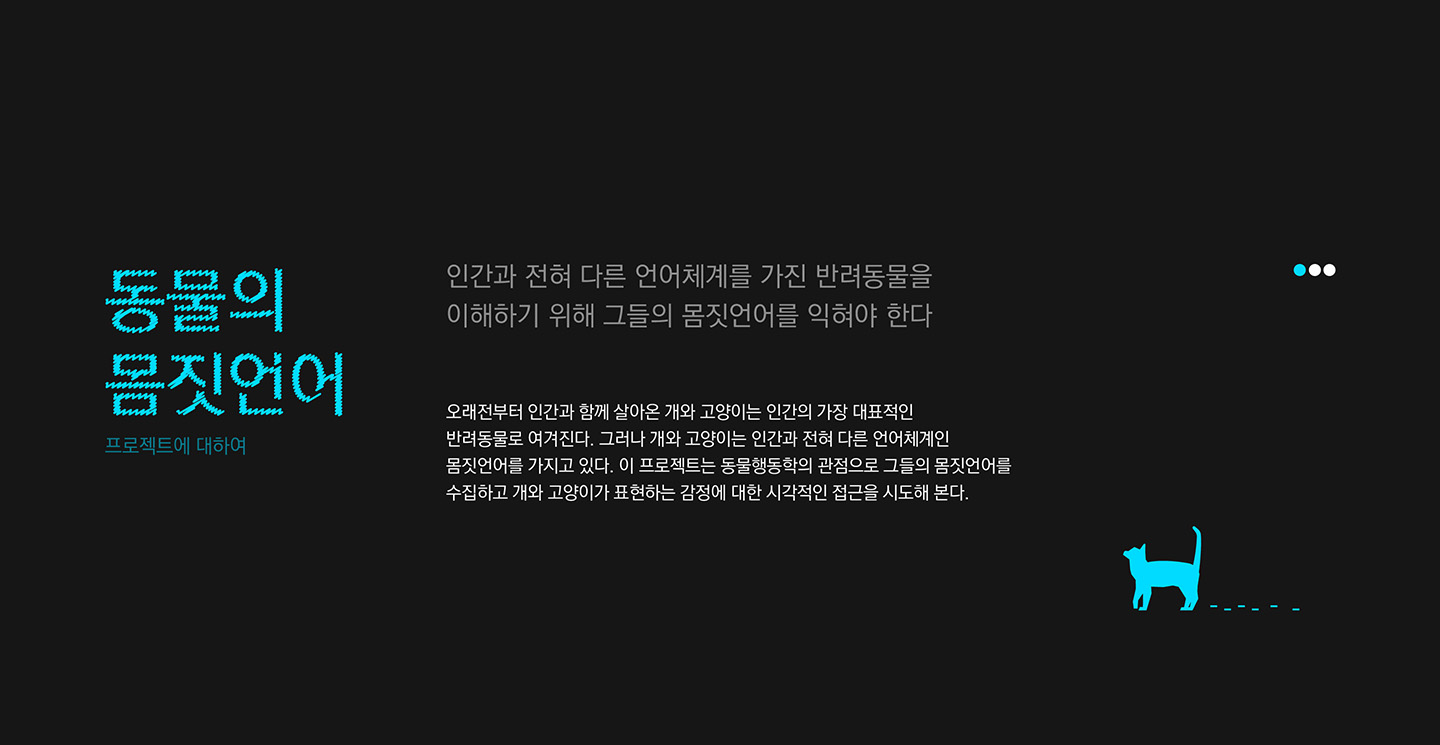 동물의
몸짓언어
프로젝트에 대하여
인간과 전혀 다른 언어체계를 가진 반려동물을
이해하기 위해 그들의 몸짓언어를 익혀야 한다
오래전부터 인간과 함께 살아온 개와 고양이는 인간의 가장 대표적인
반려동물로 여겨진다. 그러나 개와 고양이는 인간과 전혀 다른 언어체계인
몸짓언어를 가지고 있다. 이 프로젝트는 동물행동학의 관점으로 그들의 몸짓언어를
수집하고 개와 고양이가 표현하는 감정에 대한 시각적인 접근을 시도해 본다.